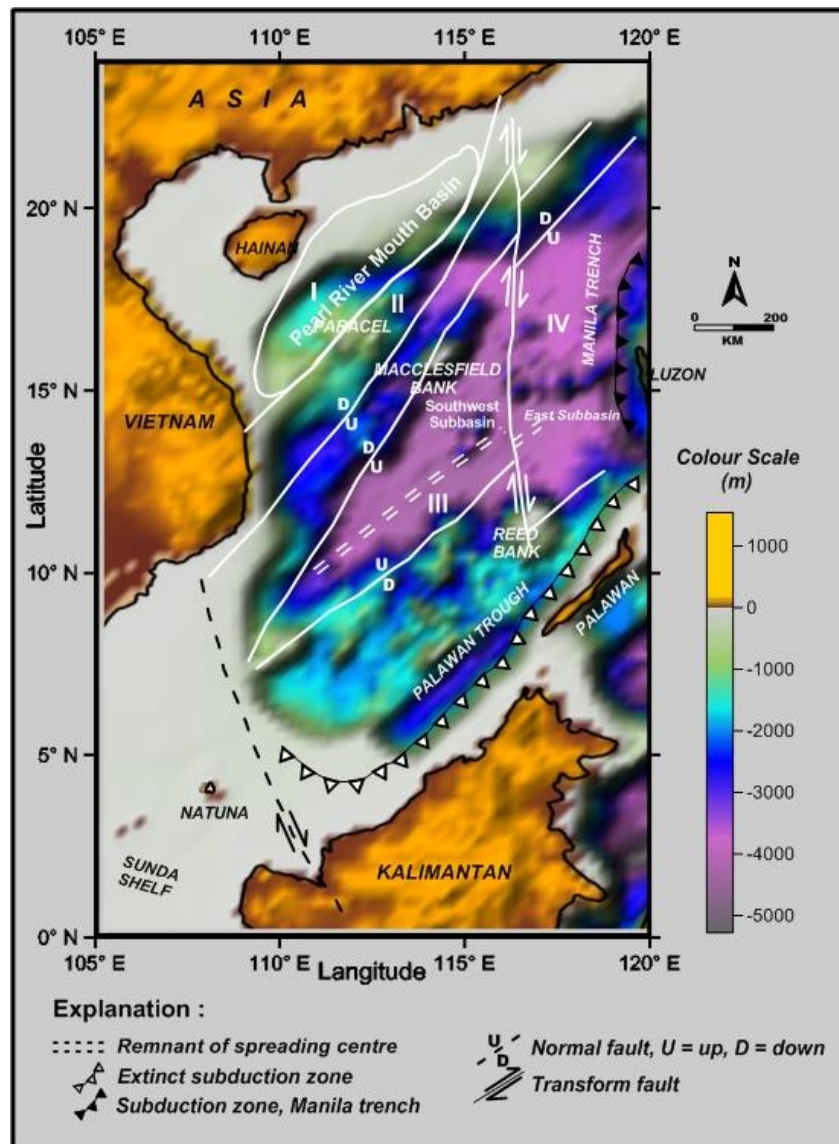 105° E 110° E 115° E 120° E
A S I A
20° N
HAINAN
Pearl River Mouth Basin
I
II
PARACEL
D
U
N
0 200
KM
IV
MANILA TRENCH
LUZON
15° N
MACCLESFIELD
BANK
VIETNAM
Southwest
Subbasin
East Subbasin
D
U
D
U
III
Latitude
REED
BANK
U
D
10° N
PALAWAN TROUGH
PALAWAN
5° N
NATUNA
SUNDA
SHELF
KALIMANTAN
0° N
105° E 110° E 115° E 120° E
Langitude
Colour Scale
(m)
1000
0
-1000
-2000
-3000
-4000
-5000
Explanation :
Remnant of spreading centre
Extinct subduction zone
Subduction zone, Manila trench
U
D
Normal fault, U = up, D = down
Transform fault